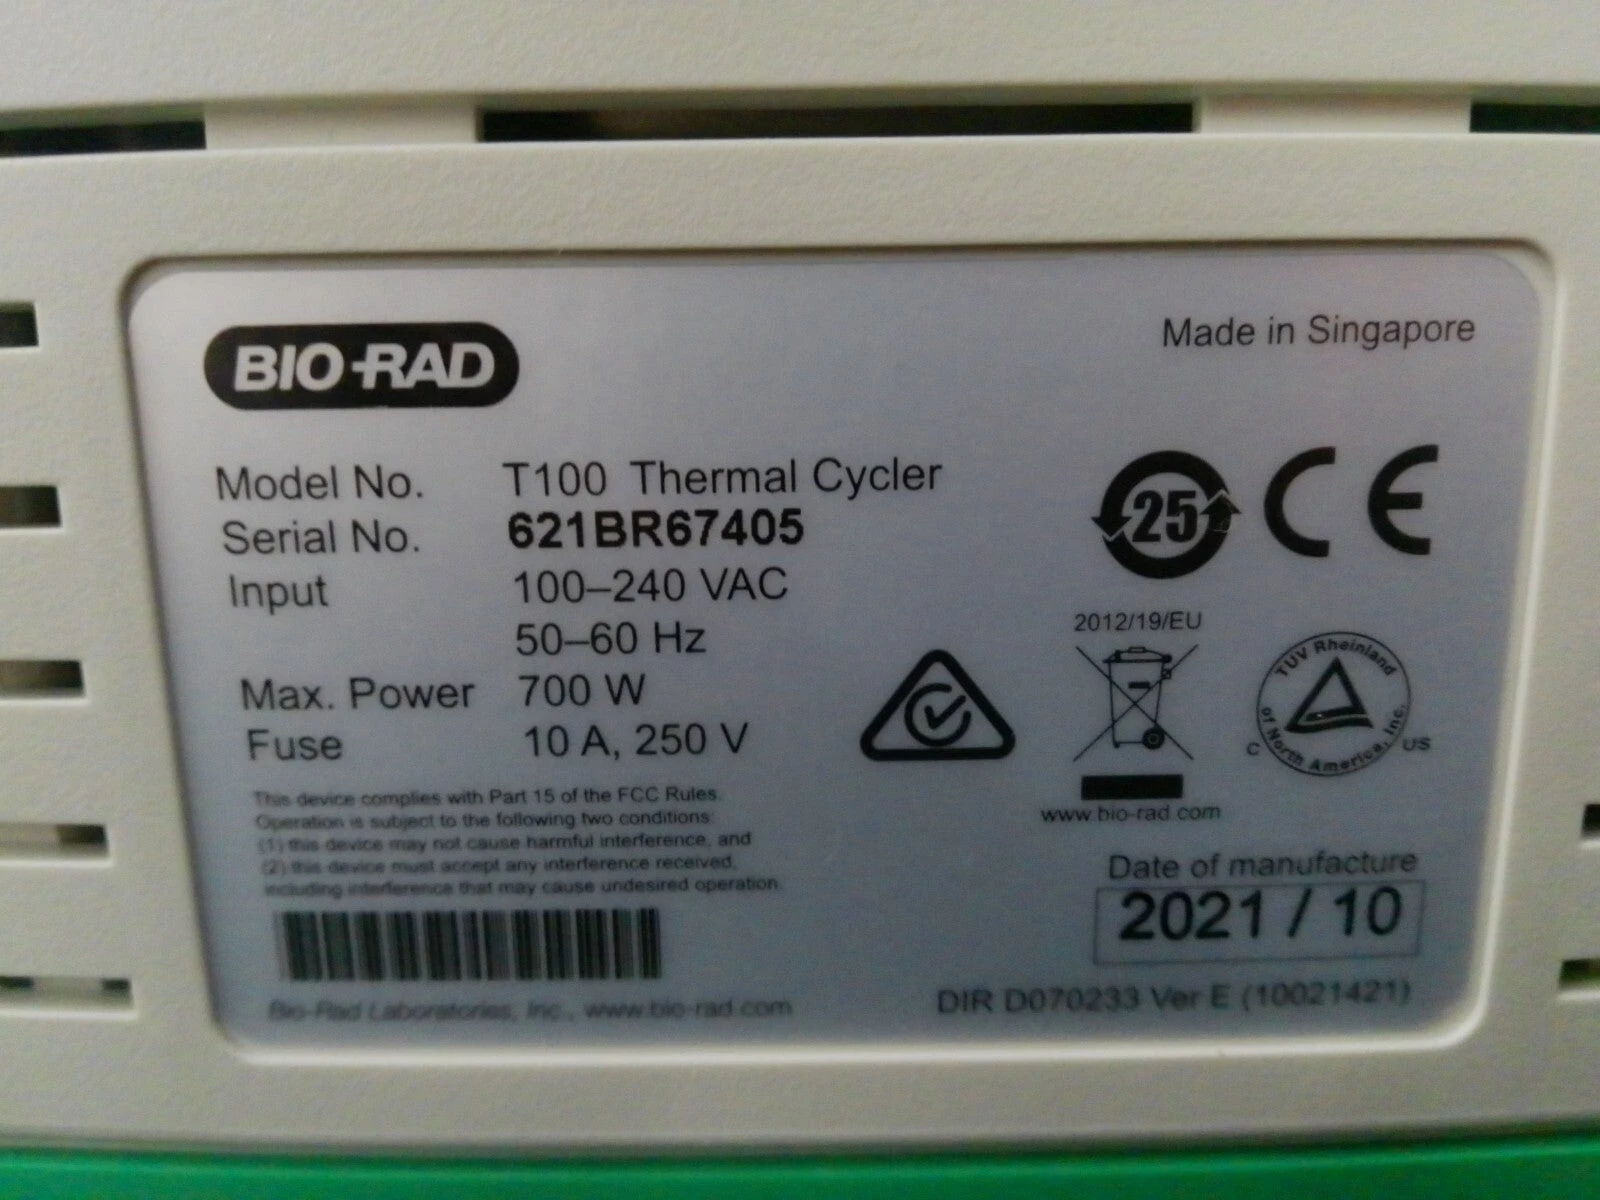 BIO-RAD
Made in Singapore
Model No. T100 Thermal Cycler
Serial No. 621BR67405
Input 100–240 VAC
50–60 Hz
Max. Power 700 W
Fuse 10 A, 250 V
25
CE
2012/19/EU
TUV Rheinland
of North America, Inc.
C US
www.bio-rad.com
This device complies with Part 15 of the FCC Rules.
Operation is subject to the following two conditions:
(1) this device may not cause harmful interference, and
(2) this device must accept any interference received,
including interference that may cause undesired operation.
Date of manufacture
2021 / 10
Bio-Rad Laboratories, Inc., www.bio-rad.com
DIR D070233 Ver E (10021421)